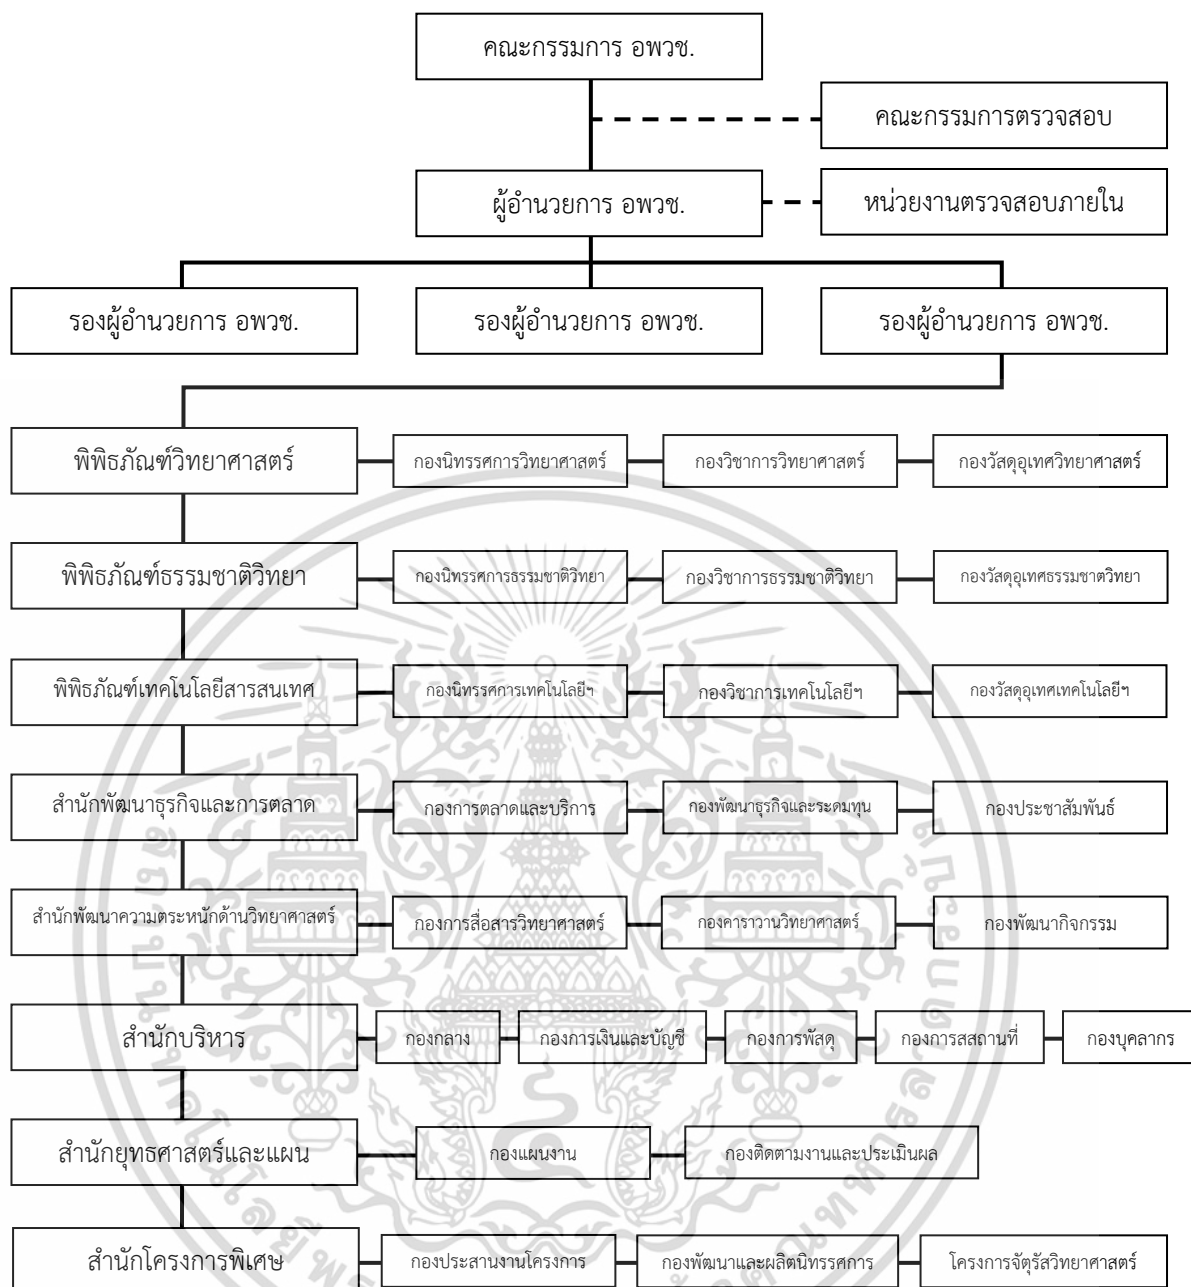 คณะกรรมการ อพวช.
คณะกรรมการตรวจสอบ
ผู้อำนวยการ อพวช.
หน่วยงานตรวจสอบภายใน
รองผู้อำนวยการ อพวช.
รองผู้อำนวยการ อพวช.
รองผู้อำนวยการ อพวช.
พิพิธภัณฑ์วิทยาศาสตร์
กองนิทรรศการวิทยาศาสตร์
กองวิชาการวิทยาศาสตร์
กองวัสดุอุเทศวิทยาศาสตร์
พิพิธภัณฑ์ธรรมชาติวิทยา
กองนิทรรศการธรรมชาติวิทยา
กองวิชาการธรรมชาติวิทยา
กองวัสดุอุเทศธรรมชาตวิทยา
พิพิธภัณฑ์เทคโนโลยีสารสนเทศ
กองนิทรรศการเทคโนโลยีฯ
กองวิชาการเทคโนโลยีฯ
กองวัสดุอุเทศเทคโนโลยีฯ
สำนักพัฒนาธุรกิจและการตลาด
กองการตลาดและบริการ
กองพัฒนาธุรกิจและระดมทุน
กองประชาสัมพันธ์
สำนักพัฒนาความตระหนักด้านวิทยาศาสตร์
กองการสื่อสารวิทยาศาสตร์
กองคาราวานวิทยาศาสตร์
กองพัฒนากิจกรรม
สำนักบริหาร
กองกลาง
กองการเงินและบัญชี
กองการพัสดุ
กองการสสถานที่
กองบุคลากร
สำนักยุทธศาสตร์และแผน
กองแผนงาน
กองติดตามงานและประเมินผล
สำนักโครงการพิเศษ
กองประสานงานโครงการ
กองพัฒนาและผลิตนิทรรศการ
โครงการจัตุรัสวิทยาศาสตร์